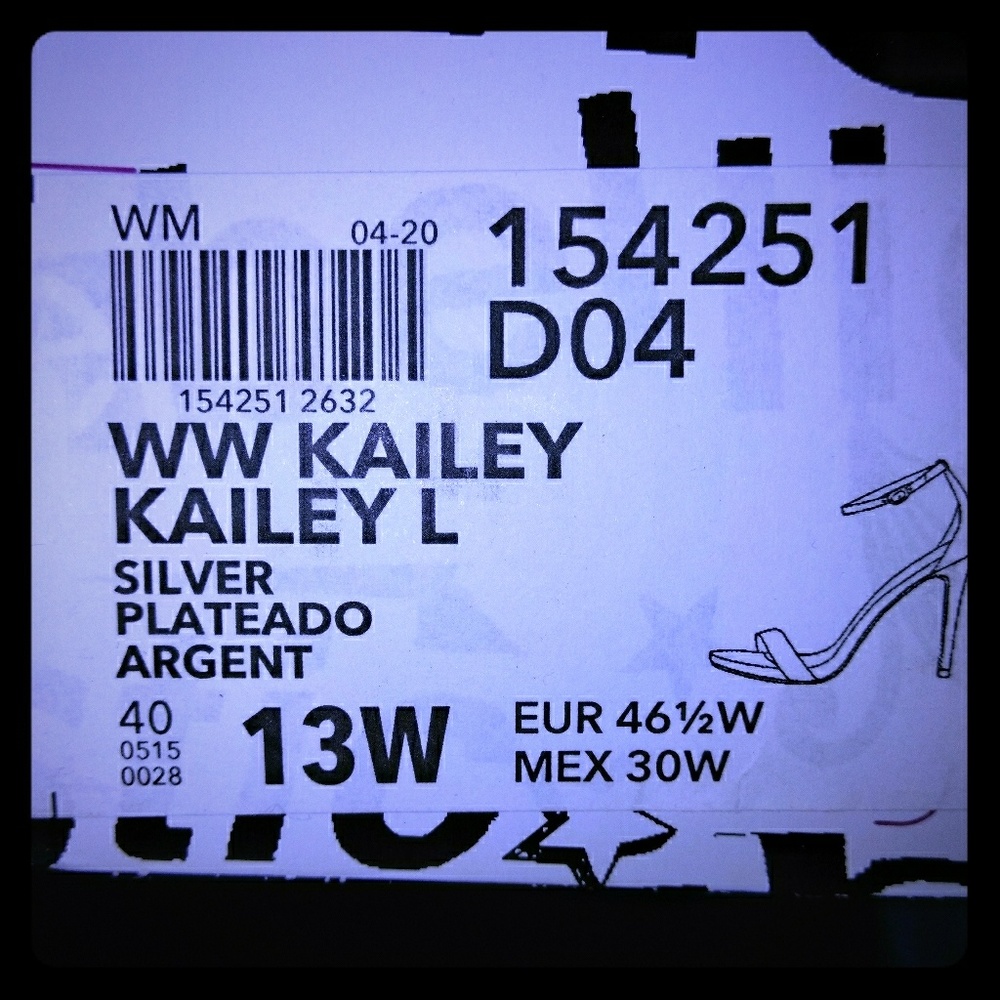 WM
04-20
154251
D04
154251 2632
WW KAILEY
KAILEY L
SILVER
PLATEADO
ARGENT
40
0515
0028
13W
EUR 46½W
MEX 30W